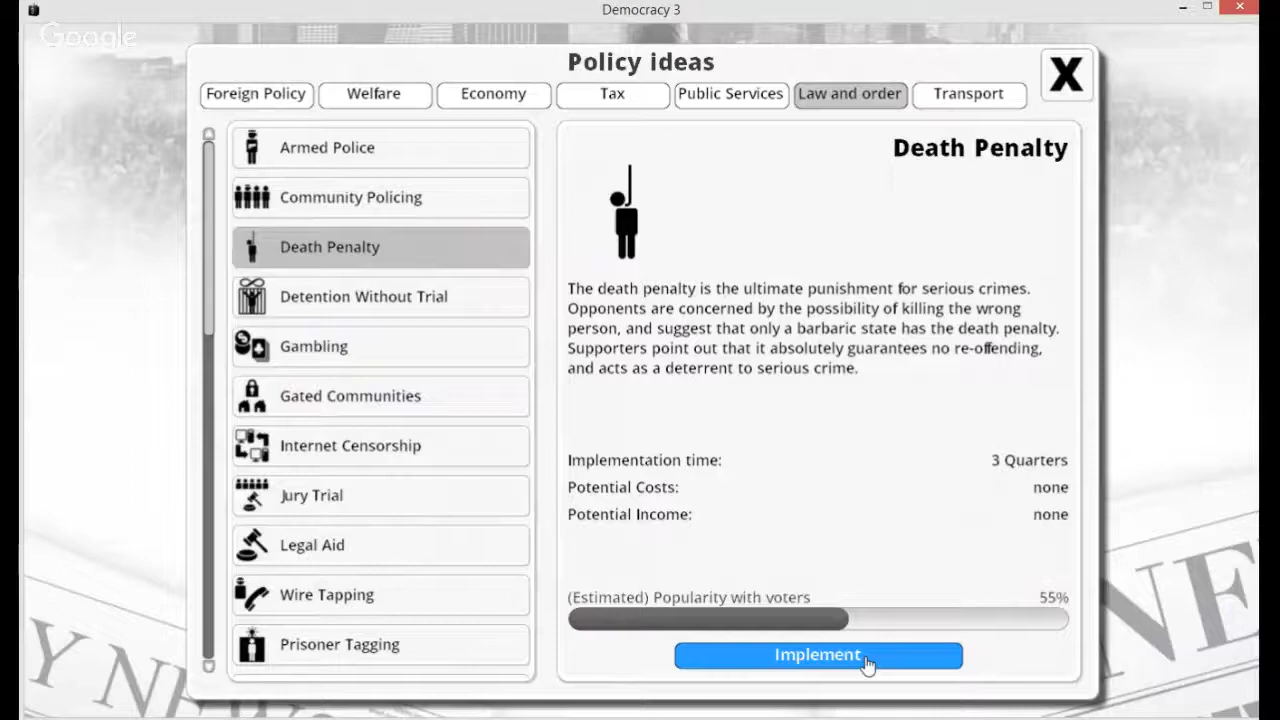 Democracy 3
Google
Policy ideas
X
Foreign Policy
Welfare
Economy
Tax
Public Services
Law and order
Transport
Armed Police
Community Policing
Death Penalty
Detention Without Trial
Gambling
Gated Communities
Internet Censorship
Jury Trial
Legal Aid
Wire Tapping
Prisoner Tagging
Death Penalty
The death penalty is the ultimate punishment for serious crimes.
Opponents are concerned by the possibility of killing the wrong
person, and suggest that only a barbaric state has the death penalty.
Supporters point out that it absolutely guarantees no re-offending,
and acts as a deterrent to serious crime.
Implementation time: 3 Quarters
Potential Costs: none
Potential Income: none
(Estimated) Popularity with voters 55%
Implement
Y NEWS
NE